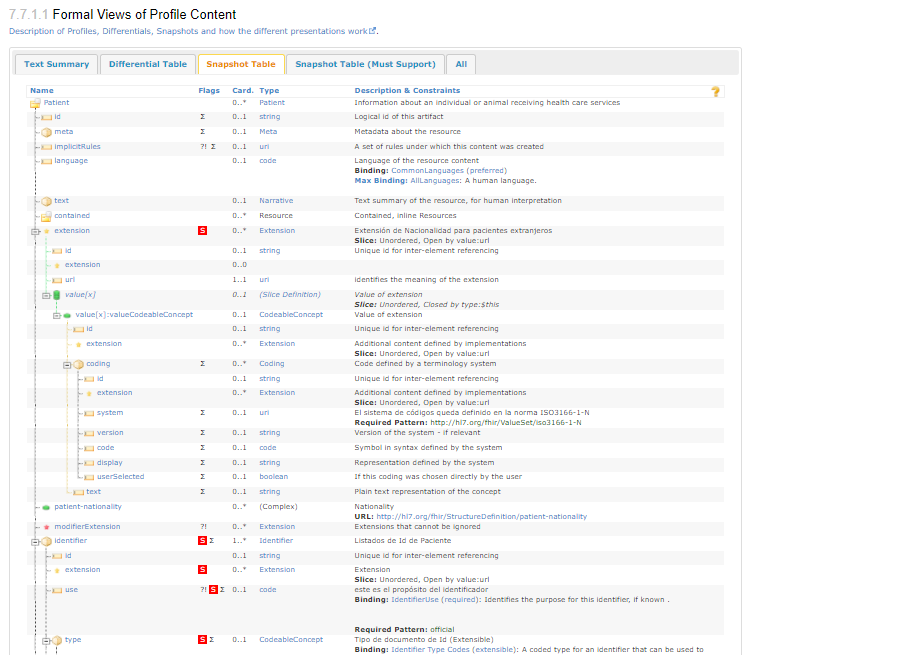 7.7.1.1 Formal Views of Profile Content
Description of Profiles, Differentials, Snapshots and how the different presentations work.
Text Summary Differential Table Snapshot Table Snapshot Table (Must Support) All
Name Flags Card. Type Description & Constraints ?
Patient 0..* Patient Information about an individual or animal receiving health care services
id Σ 0..1 string Logical id of this artifact
meta Σ 0..1 Meta Metadata about the resource
implicitRules ?! Σ 0..1 uri A set of rules under which this content was created
language 0..1 code Language of the resource content
Binding: CommonLanguages (preferred)
Max Binding: AllLanguages: A human language.
text 0..1 Narrative Text summary of the resource, for human interpretation
contained 0..* Resource Contained, inline Resources
extension S 0..* Extension Extensión de Nacionalidad para pacientes extranjeros
Slice: Unordered, Open by value:url
id 0..1 string Unique id for inter-element referencing
extension 0..0
url 1..1 uri identifies the meaning of the extension
value[x] 0..1 (Slice Definition) Value of extension
Slice: Unordered, Closed by type:$this
value[x]:valueCodeableConcept 0..1 CodeableConcept Value of extension
id 0..1 string Unique id for inter-element referencing
extension 0..* Extension Additional content defined by implementations
Slice: Unordered, Open by value:url
coding Σ 0..* Coding Code defined by a terminology system
id 0..1 string Unique id for inter-element referencing
extension 0..* Extension Additional content defined by implementations
Slice: Unordered, Open by value:url
system Σ 0..1 uri El sistema de códigos queda definido en la norma ISO3166-1-N
Required Pattern: http://hl7.org/fhir/ValueSet/iso3166-1-N
version Σ 0..1 string Version of the system - if relevant
code Σ 0..1 code Symbol in syntax defined by the system
display Σ 0..1 string Representation defined by the system
userSelected Σ 0..1 boolean If this coding was chosen directly by the user
text Σ 0..1 string Plain text representation of the concept
patient-nationality 0..* (Complex) Nationality
URL: http://hl7.org/fhir/StructureDefinition/patient-nationality
modifierExtension ?! 0..* Extension Extensions that cannot be ignored
identifier S Σ 1..* Identifier Listados de Id de Paciente
id 0..1 string Unique id for inter-element referencing
extension S 0..* Extension Extension
Slice: Unordered, Open by value:url
use ?! S Σ 0..1 code este es el propósito del identificador
Binding: IdentifierUse (required): Identifies the purpose for this identifier, if known .
Required Pattern: official
type S Σ 0..1 CodeableConcept Tipo de documento de Id (Extensible)
Binding: Identifier Type Codes (extensible): A coded type for an identifier that can be used to